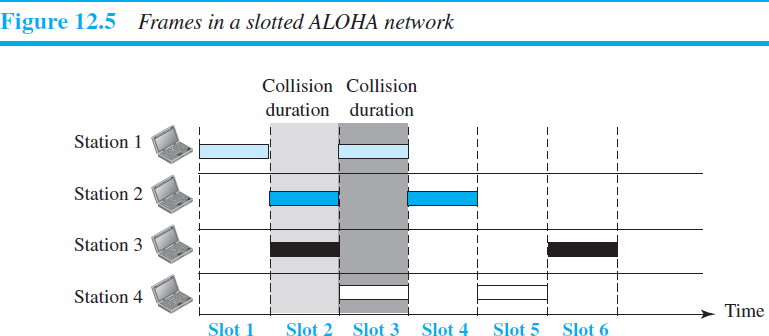 Figure 12.5 Frames in a slotted ALOHA network
Collision Collision
duration duration
Station 1
Station 2
Station 3
Station 4
Time
Slot 1 Slot 2 Slot 3 Slot 4 Slot 5 Slot 6